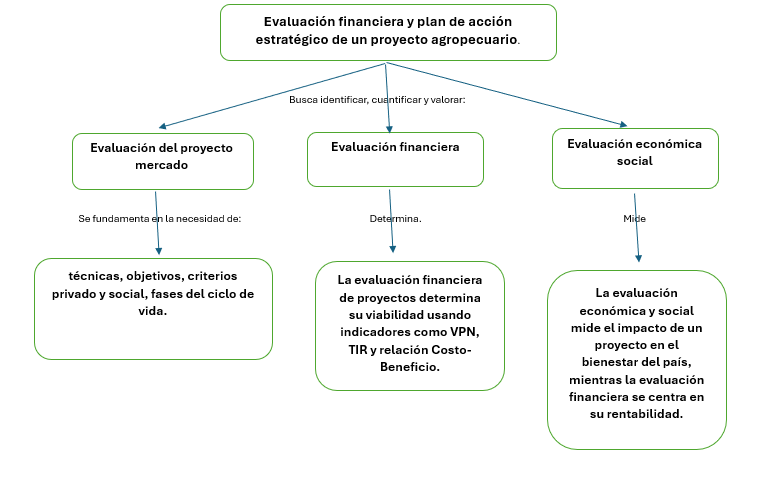 Evaluación financiera y plan de acción
estratégico de un proyecto agropecuario.
Busca identificar, cuantificar y valorar:
Evaluación del proyecto
mercado
Evaluación financiera
Evaluación económica
social
Se fundamenta en la necesidad de:
Determina.
Mide
técnicas, objetivos, criterios
privado y social, fases del ciclo de
vida.
La evaluación financiera
de proyectos determina
su viabilidad usando
indicadores como VPN,
TIR y relación Costo-
Beneficio.
La evaluación
económica y social
mide el impacto de un
proyecto en el
bienestar del país,
mientras la evaluación
financiera se centra en
su rentabilidad.